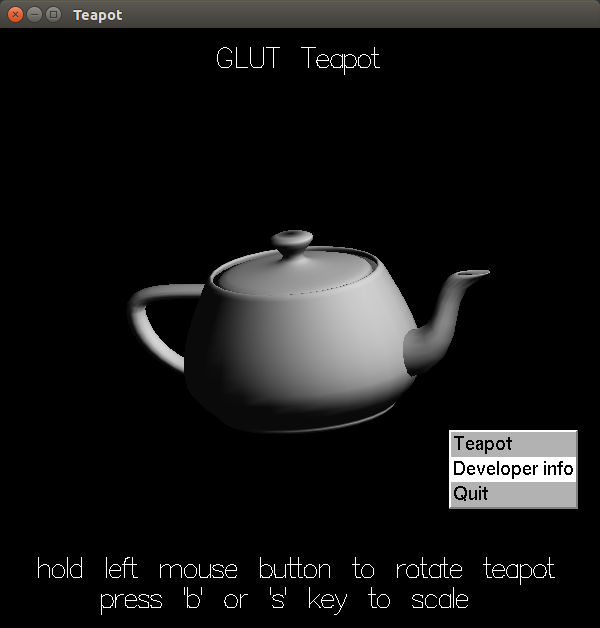 Teapot
GLUT Teapot
Teapot
Developer info
Quit
hold left mouse button to rotate teapot
press 'b' or 's' key to scale